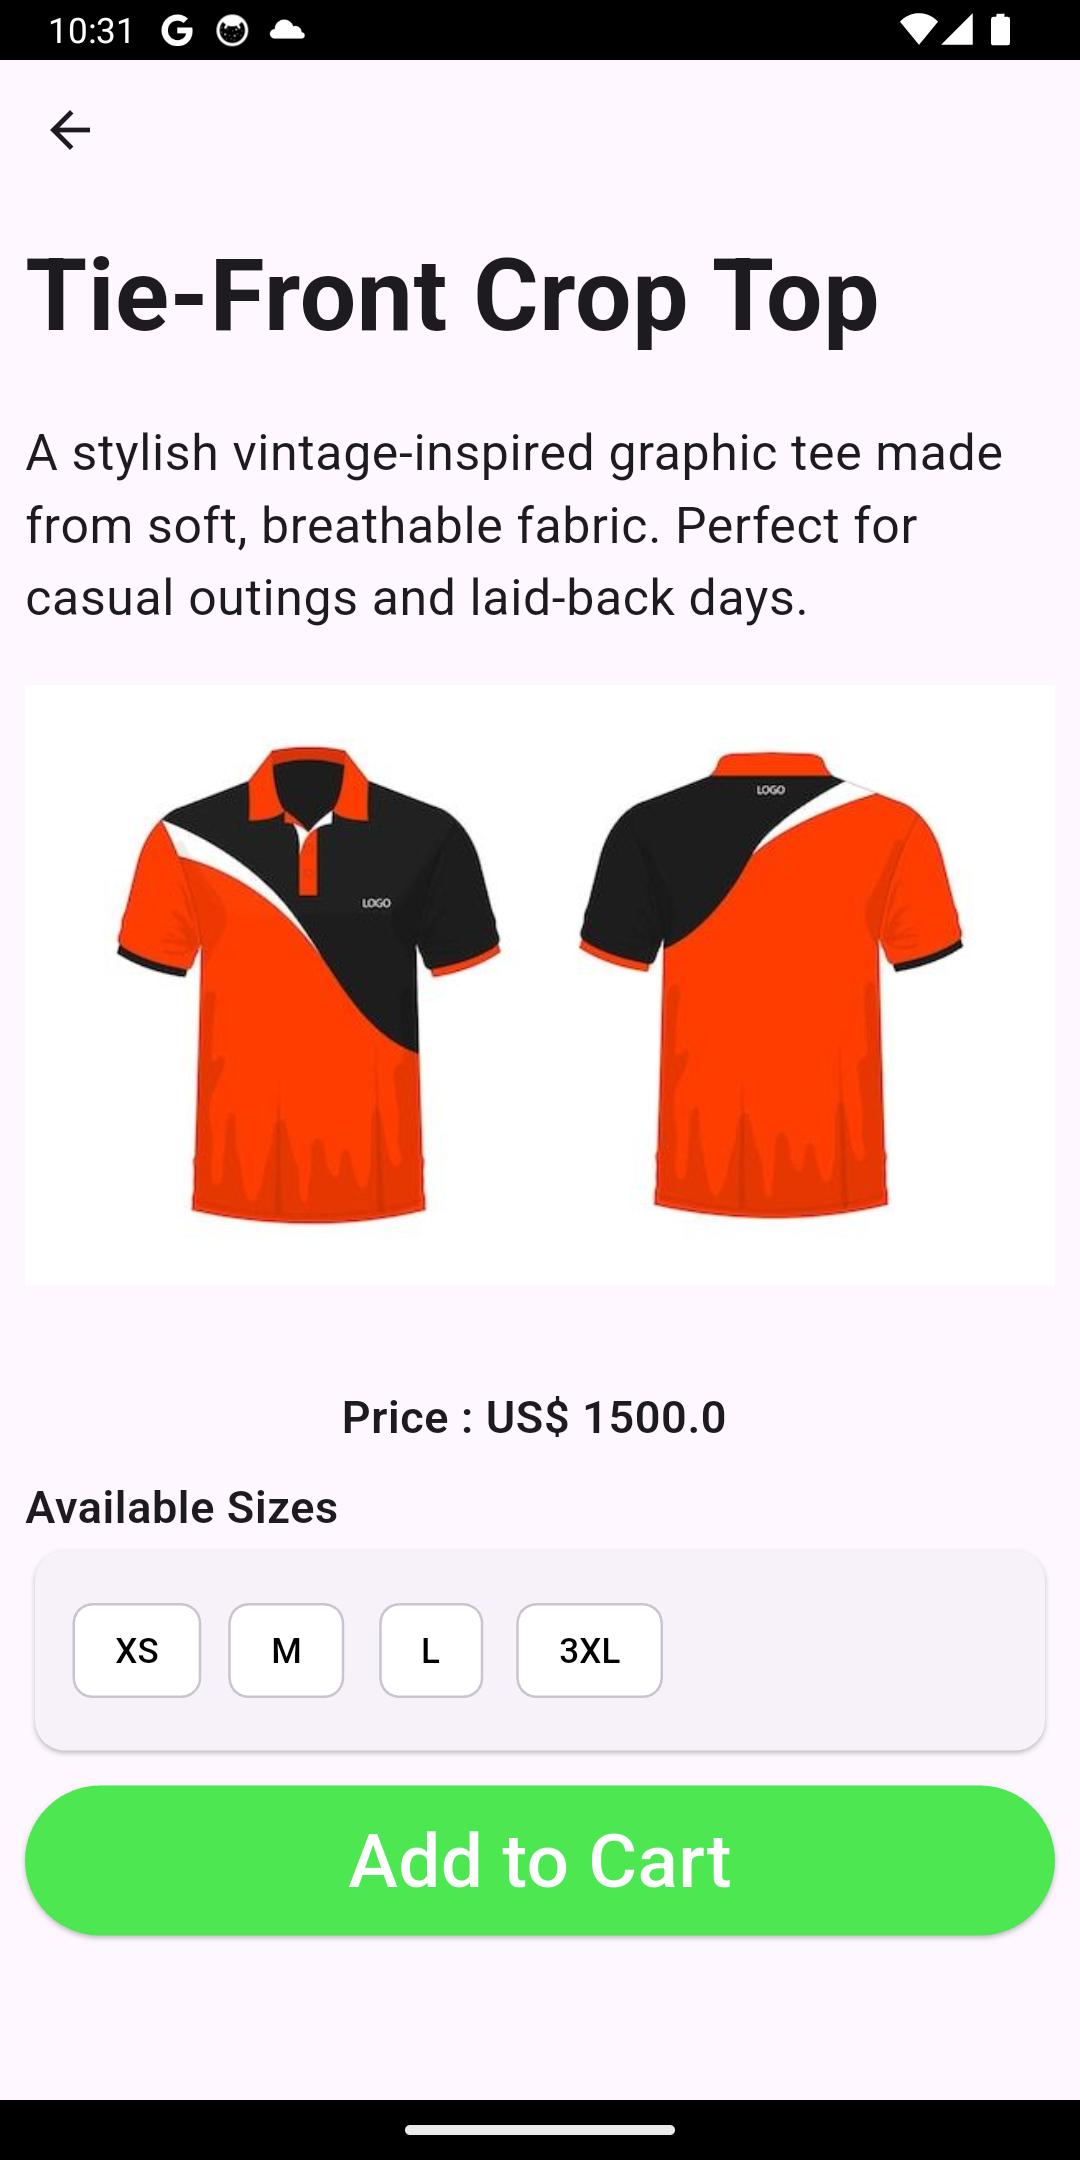 10:31
Tie-Front Crop Top
A stylish vintage-inspired graphic tee made
from soft, breathable fabric. Perfect for
casual outings and laid-back days.
LOGO
LOGO
Price : US$ 1500.0
Available Sizes
XS M L 3XL
Add to Cart